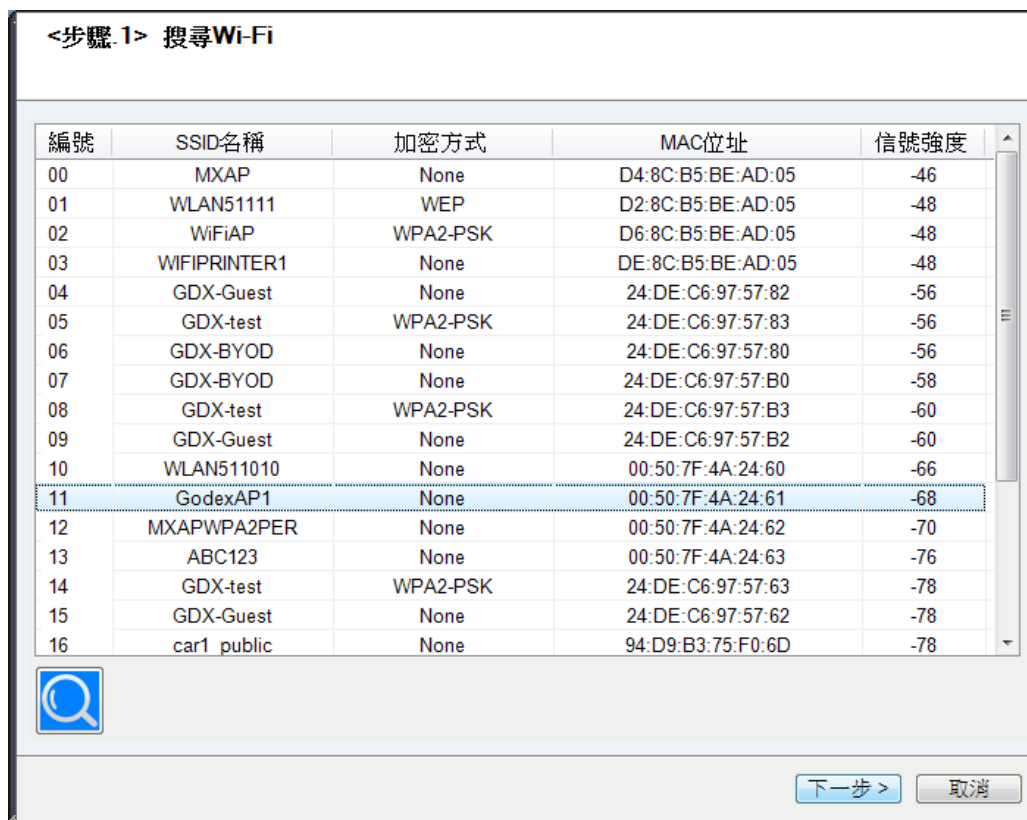 <步驟.1> 搜尋Wi-Fi
編號 SSID名稱 加密方式 MAC位址 信號強度
00 MXAP None D4:8C:B5:BE:AD:05 -46
01 WLAN51111 WEP D2:8C:B5:BE:AD:05 -48
02 WiFiAP WPA2-PSK D6:8C:B5:BE:AD:05 -48
03 WIFIPRINTER1 None DE:8C:B5:BE:AD:05 -48
04 GDX-Guest None 24:DE:C6:97:57:82 -56
05 GDX-test WPA2-PSK 24:DE:C6:97:57:83 -56
06 GDX-BYOD None 24:DE:C6:97:57:80 -56
07 GDX-BYOD None 24:DE:C6:97:57:B0 -58
08 GDX-test WPA2-PSK 24:DE:C6:97:57:B3 -60
09 GDX-Guest None 24:DE:C6:97:57:B2 -60
10 WLAN511010 None 00:50:7F:4A:24:60 -66
11 GodexAP1 None 00:50:7F:4A:24:61 -68
12 MXAPWPA2PER None 00:50:7F:4A:24:62 -70
13 ABC123 None 00:50:7F:4A:24:63 -76
14 GDX-test WPA2-PSK 24:DE:C6:97:57:63 -78
15 GDX-Guest None 24:DE:C6:97:57:62 -78
16 car1_public None 94:D9:B3:75:F0:6D -78
下一步 > 取消